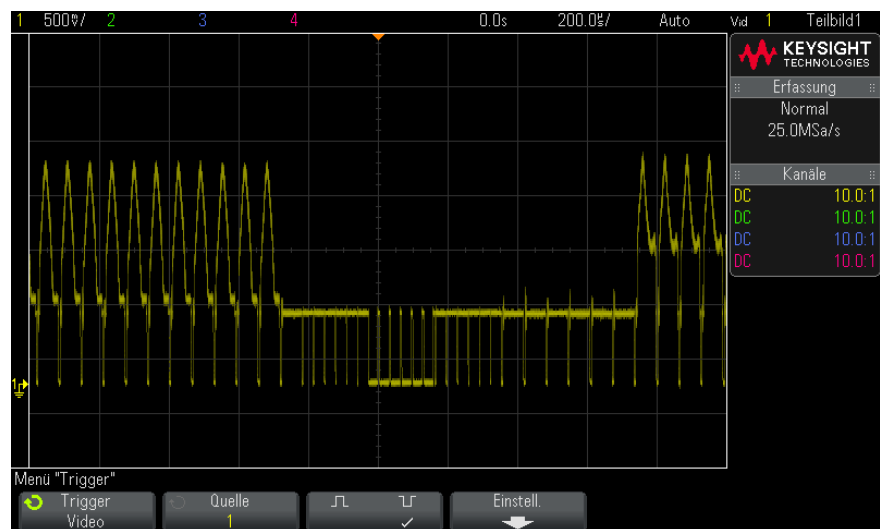 1 500mV/ 2 3 4 0.0s 200.0µs/ Auto Vid 1 Teilbild1
KEYSIGHT
TECHNOLOGIES
Erfassung
Normal
25.0MSa/s
Kanäle
DC 10.0:1
DC 10.0:1
DC 10.0:1
DC 10.0:1
1
Menü "Trigger"
Trigger
Video
Quelle
1
Einstell.